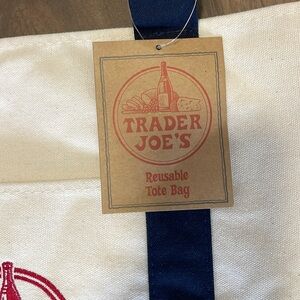 TRADER
JOE'S
Reusable
Tote Bag